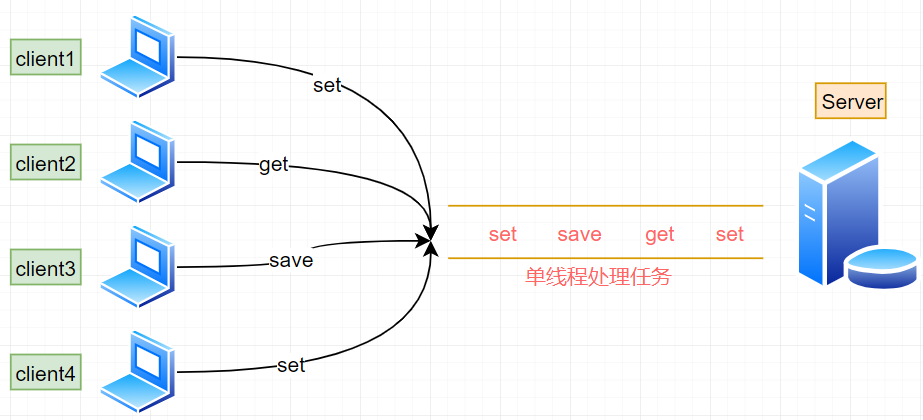 client1
set
Server
client2
get
set save get set
client3
save
单线程处理任务
client4
set